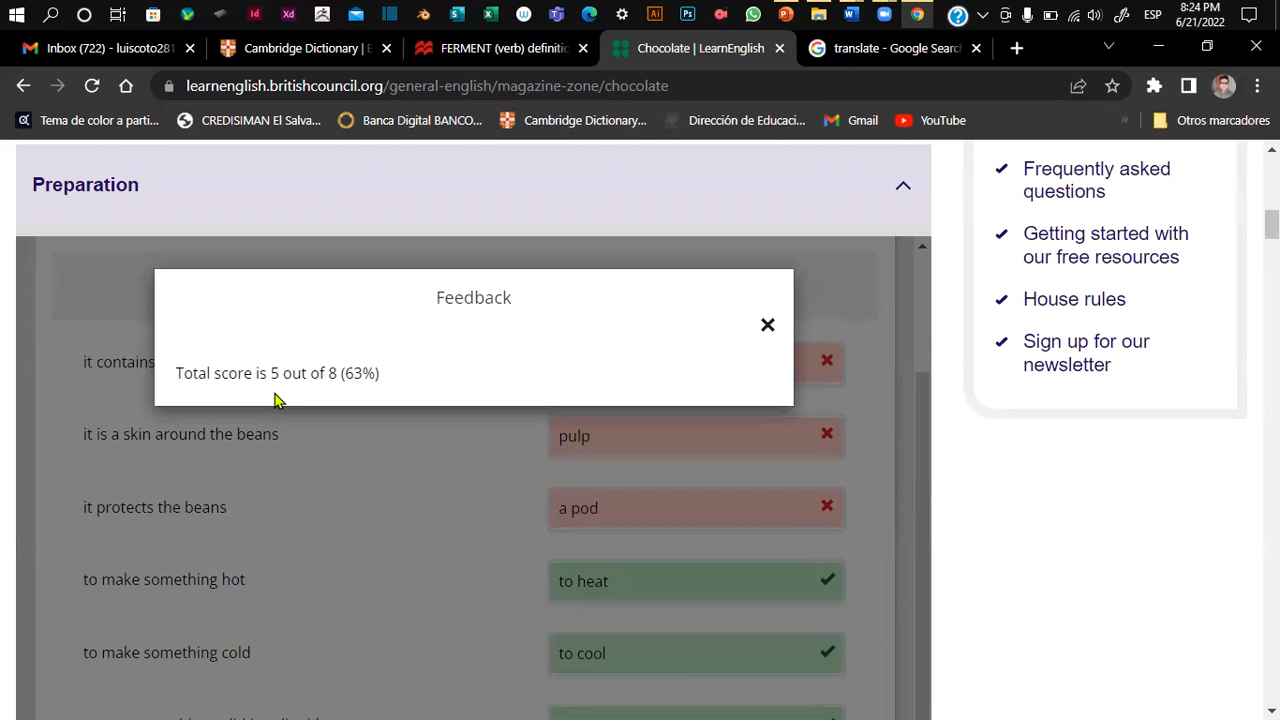 8:24 PM
ESP
6/21/2022
Inbox (722) - luiscoto281
Cambridge Dictionary | E
FERMENT (verb) definitio
Chocolate | LearnEnglish
translate - Google Search
learnenglish.britishcouncil.org/general-english/magazine-zone/chocolate
Tema de color a parti...
CREDISIMAN El Salva...
Banca Digital BANCO...
Cambridge Dictionary...
Dirección de Educaci...
Gmail
YouTube
»
Otros marcadores
Preparation
Feedback
Total score is 5 out of 8 (63%)
it contains
it is a skin around the beans
pulp
it protects the beans
a pod
to make something hot
to heat
to make something cold
to cool
Frequently asked
questions
Getting started with
our free resources
House rules
Sign up for our
newsletter